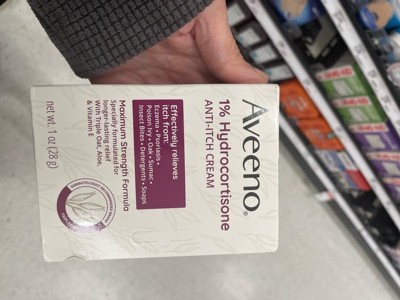 Aveeno®
1% Hydrocortisone
ANTI-ITCH CREAM
Effectively relieves
itch from:
Eczema • Psoriasis •
Poison Ivy • Oak • Sumac •
Insect Bites • Detergents • Soaps
Maximum Strength Formula
Specially formulated for
longer-lasting relief
With Triple Oat, Aloe,
& Vitamin E
net wt. 1 oz (28 g)